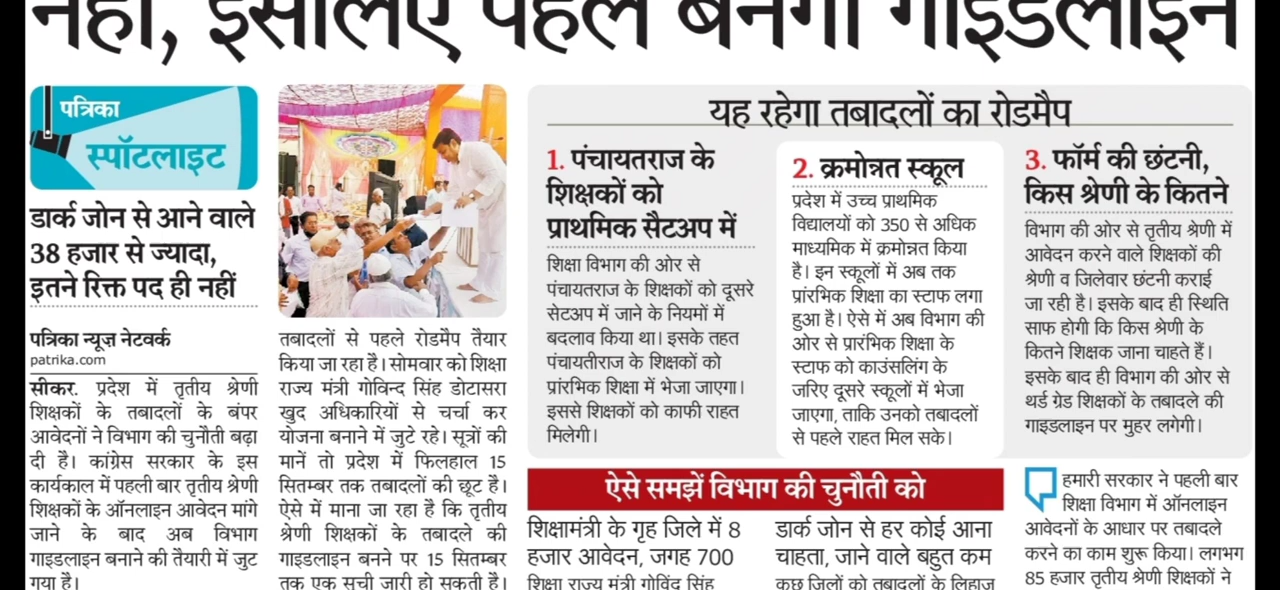 नहीं, इसलिए पहले बनेगी गाइडलाइन
पत्रिका
स्पॉटलाइट
डार्क जोन से आने वाले
38 हजार से ज्यादा,
इतने रिक्त पद ही नहीं
पत्रिका न्यूज नेटवर्क
patrika.com
सीकर. प्रदेश में तृतीय श्रेणी
शिक्षकों के तबादलों के बंपर
आवेदनों ने विभाग की चुनौती बढ़ा
दी है। कांग्रेस सरकार के इस
कार्यकाल में पहली बार तृतीय श्रेणी
शिक्षकों के ऑनलाइन आवेदन मांगे
जाने के बाद अब विभाग
गाइडलाइन बनाने की तैयारी में जुट
गया है।
तबादलों से पहले रोडमैप तैयार
किया जा रहा है। सोमवार को शिक्षा
राज्य मंत्री गोविन्द सिंह डोटासरा
खुद अधिकारियों से चर्चा कर
योजना बनाने में जुटे रहे। सूत्रों की
मानें तो प्रदेश में फिलहाल 15
सितम्बर तक तबादलों की छूट है।
ऐसे में माना जा रहा है कि तृतीय
श्रेणी शिक्षकों के तबादले की
गाइडलाइन बनने पर 15 सितम्बर
तक एक सूची जारी हो सकती है।
यह रहेगा तबादलों का रोडमैप
1. पंचायतराज के
शिक्षकों को
प्राथमिक सैटअप में
शिक्षा विभाग की ओर से
पंचायतराज के शिक्षकों को दूसरे
सेटअप में जाने के नियमों में
बदलाव किया था। इसके तहत
पंचायतीराज के शिक्षकों को
प्रारंभिक शिक्षा में भेजा जाएगा।
इससे शिक्षकों को काफी राहत
मिलेगी।
2. क्रमोन्नत स्कूल
प्रदेश में उच्च प्राथमिक
विद्यालयों को 350 से अधिक
माध्यमिक में क्रमोन्नत किया
है। इन स्कूलों में अब तक
प्रांरभिक शिक्षा का स्टाफ लगा
हुआ है। ऐसे में अब विभाग की
ओर से प्रारंभिक शिक्षा के
स्टाफ को काउंसलिंग के
जरिए दूसरे स्कूलों में भेजा
जाएगा, ताकि उनको तबादलों
से पहले राहत मिल सके।
3. फॉर्म की छंटनी,
किस श्रेणी के कितने
विभाग की ओर से तृतीय श्रेणी में
आवेदन करने वाले शिक्षकों की
श्रेणी व जिलेवार छंटनी कराई
जा रही है। इसके बाद ही स्थिति
साफ होगी कि किस श्रेणी के
कितने शिक्षक जाना चाहते हैं।
इसके बाद ही विभाग की ओर से
थर्ड ग्रेड शिक्षकों के तबादले की
गाइडलाइन पर मुहर लगेगी।
ऐसे समझें विभाग की चुनौती को
शिक्षामंत्री के गृह जिले में 8
हजार आवेदन, जगह 700
शिक्षा राज्य मंत्री गोविंद सिंह
डार्क जोन से हर कोई आना
चाहता, जाने वाले बहुत कम
कुछ जिलों को तबादलों के लिहाज
हमारी सरकार ने पहली बार
शिक्षा विभाग में ऑनलाइन
आवेदनों के आधार पर तबादले
करने का काम शुरू किया। लगभग
85 हजार तृतीय श्रेणी शिक्षकों ने